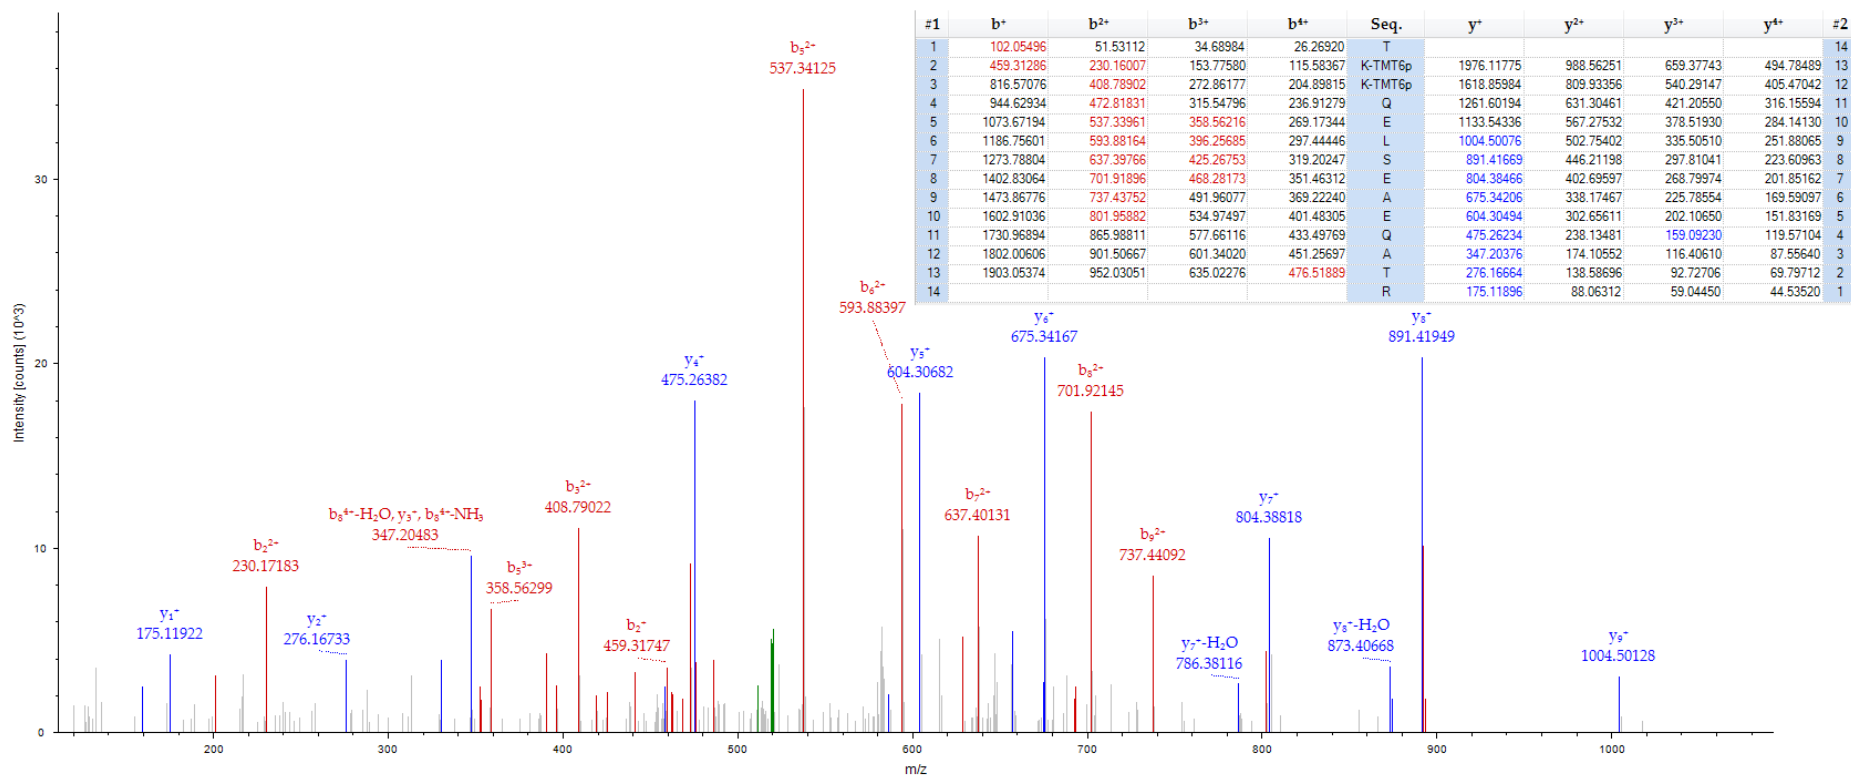 #1 b⁺ b²⁺ b³⁺ b⁴⁺ Seq. y⁺ y²⁺ y³⁺ y⁴⁺ #2
1 102.05496 51.53112 34.68984 26.26920 T 14
2 459.31286 230.16007 153.77580 115.58367 K-TMT6p 1976.11775 988.56251 659.37743 494.78489 13
3 816.57076 408.78902 272.86177 204.89815 K-TMT6p 1618.85984 809.93356 540.29147 405.47042 12
4 944.62934 472.81831 315.54796 236.91279 Q 1261.60194 631.30461 421.20550 316.15594 11
5 1073.67194 537.33961 358.56216 269.17344 E 1133.54336 567.27532 378.51930 284.14130 10
6 1186.75601 593.88164 396.25685 297.44446 L 1004.50076 502.75402 335.50510 251.88065 9
7 1273.78804 637.39766 425.26753 319.20247 S 891.41669 446.21198 297.81041 223.60963 8
8 1402.83064 701.91896 468.28173 351.46312 E 804.38466 402.69597 268.79974 201.85162 7
9 1473.86776 737.43752 491.96077 369.22240 A 675.34206 338.17467 225.78554 169.59097 6
10 1602.91036 801.95882 534.97497 401.48305 E 604.30494 302.65611 202.10650 151.83169 5
11 1730.96894 865.98811 577.66116 433.49769 Q 475.26234 238.13481 159.09230 119.57104 4
12 1802.00606 901.50667 601.34020 451.25697 A 347.20376 174.10552 116.40610 87.55640 3
13 1903.05374 952.03051 635.02276 476.51889 T 276.16664 138.58696 92.72706 69.79712 2
14 R 175.11896 88.06312 59.04450 44.53520 1
b₅²⁺
537.34125
b₆²⁺
593.88397
y₆⁺
675.34167
y₈⁺
891.41949
y₄⁺
475.26382
y₅⁺
604.30682
b₈²⁺
701.92145
b₃²⁺
408.79022
b₇²⁺
637.40131
y₇⁺
804.38818
b₈⁴⁺-H₂O, y₃⁺, b₈⁴⁺-NH₃
347.20483
b₂²⁺
230.17183
b₉²⁺
737.44092
b₅³⁺
358.56299
y₁⁺
175.11922
y₂⁺
276.16733
b₂⁺
459.31747
y₇⁺-H₂O
786.38116
y₈⁺-H₂O
873.40668
y₉⁺
1004.50128
Intensity [counts] (10^3)
30
20
10
0
200 300 400 500 600 700 800 900 1000
m/z